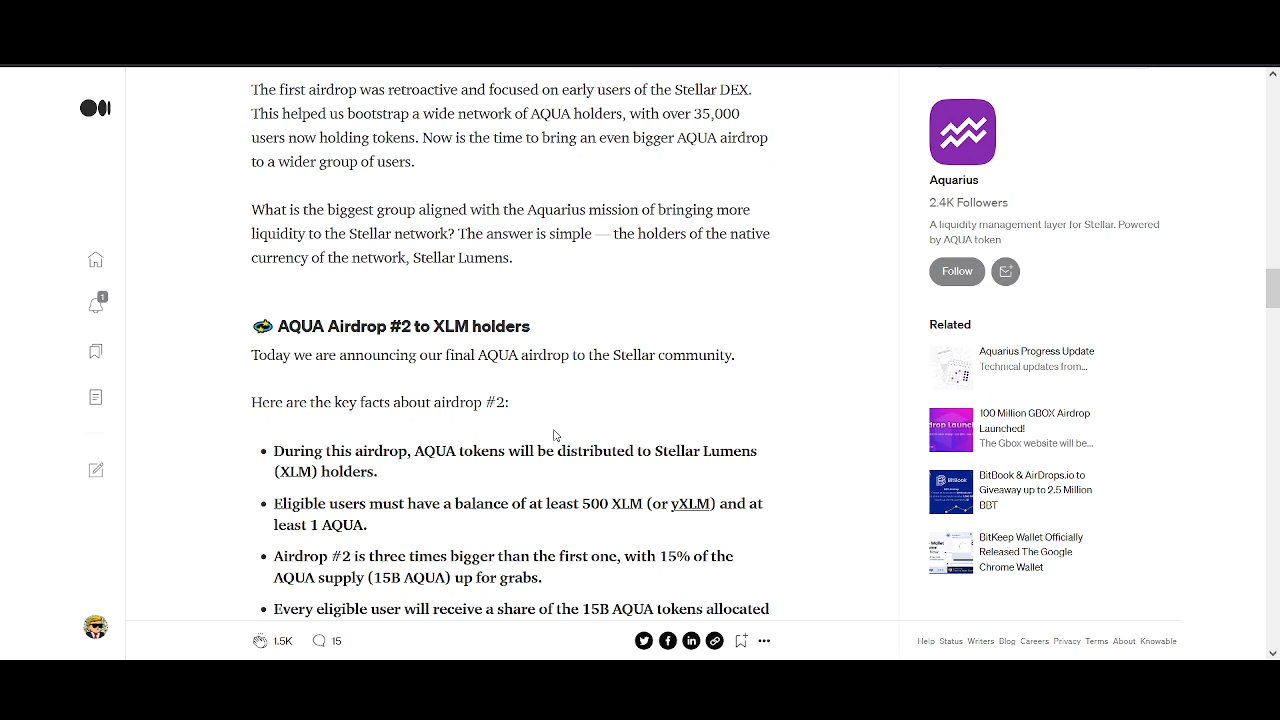 The first airdrop was retroactive and focused on early users of the Stellar DEX.
This helped us bootstrap a wide network of AQUA holders, with over 35,000
users now holding tokens. Now is the time to bring an even bigger AQUA airdrop
to a wider group of users.
What is the biggest group aligned with the Aquarius mission of bringing more
liquidity to the Stellar network? The answer is simple — the holders of the native
currency of the network, Stellar Lumens.
AQUA Airdrop #2 to XLM holders
Today we are announcing our final AQUA airdrop to the Stellar community.
Here are the key facts about airdrop #2:
• During this airdrop, AQUA tokens will be distributed to Stellar Lumens
(XLM) holders.
• Eligible users must have a balance of at least 500 XLM (or yXLM) and at
least 1 AQUA.
• Airdrop #2 is three times bigger than the first one, with 15% of the
AQUA supply (15B AQUA) up for grabs.
• Every eligible user will receive a share of the 15B AQUA tokens allocated
1.5K 15
1
Aquarius
2.4K Followers
A liquidity management layer for Stellar. Powered
by AQUA token
Follow
Related
Aquarius Progress Update
Technical updates from...
100 Million GBOX Airdrop
Launched!
The Gbox website will be...
BitBook & AirDrops.io to
Giveaway up to 2.5 Million
BBT
BitKeep Wallet Officially
Released The Google
Chrome Wallet
Help Status Writers Blog Careers Privacy Terms About Knowable